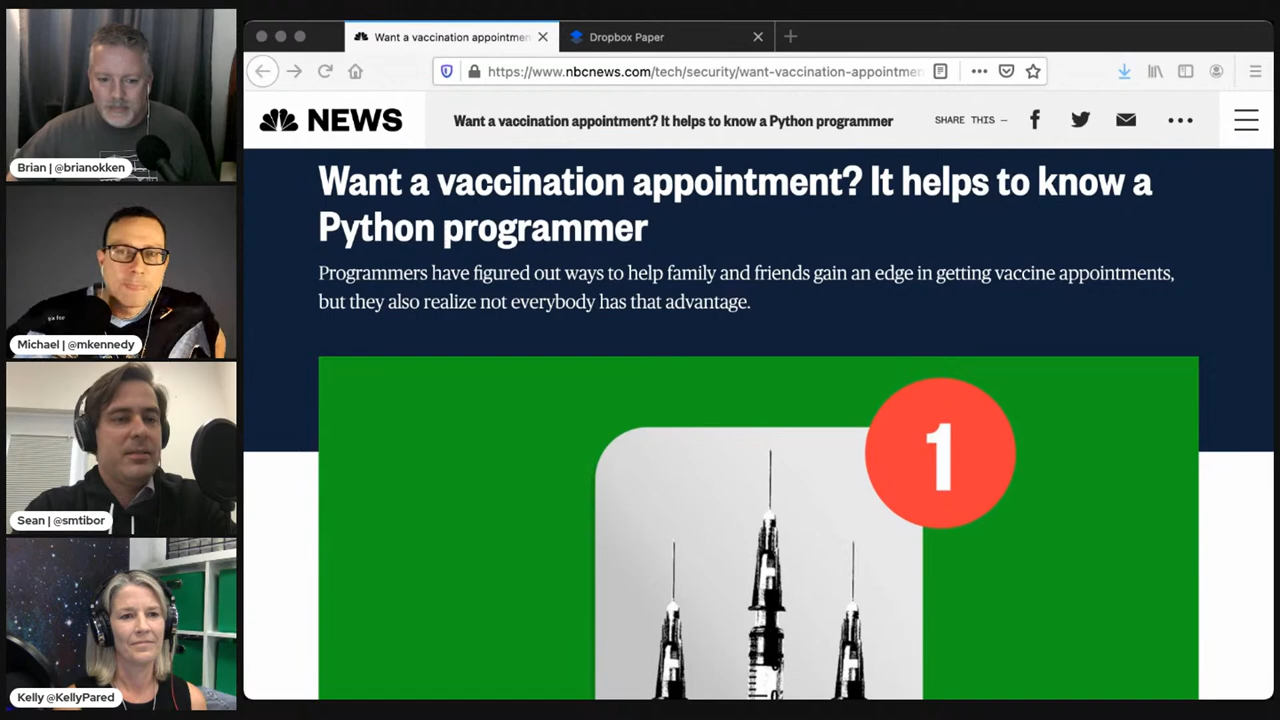 Want a vaccination appointmen
Dropbox Paper
https://www.nbcnews.com/tech/security/want-vaccination-appointme
NEWS
Want a vaccination appointment? It helps to know a Python programmer
SHARE THIS —
Want a vaccination appointment? It helps to know a
Python programmer
Programmers have figured out ways to help family and friends gain an edge in getting vaccine appointments,
but they also realize not everybody has that advantage.
1
Brian | @brianokken
Michael | @mkennedy
Sean | @smtibor
Kelly @KellyPared